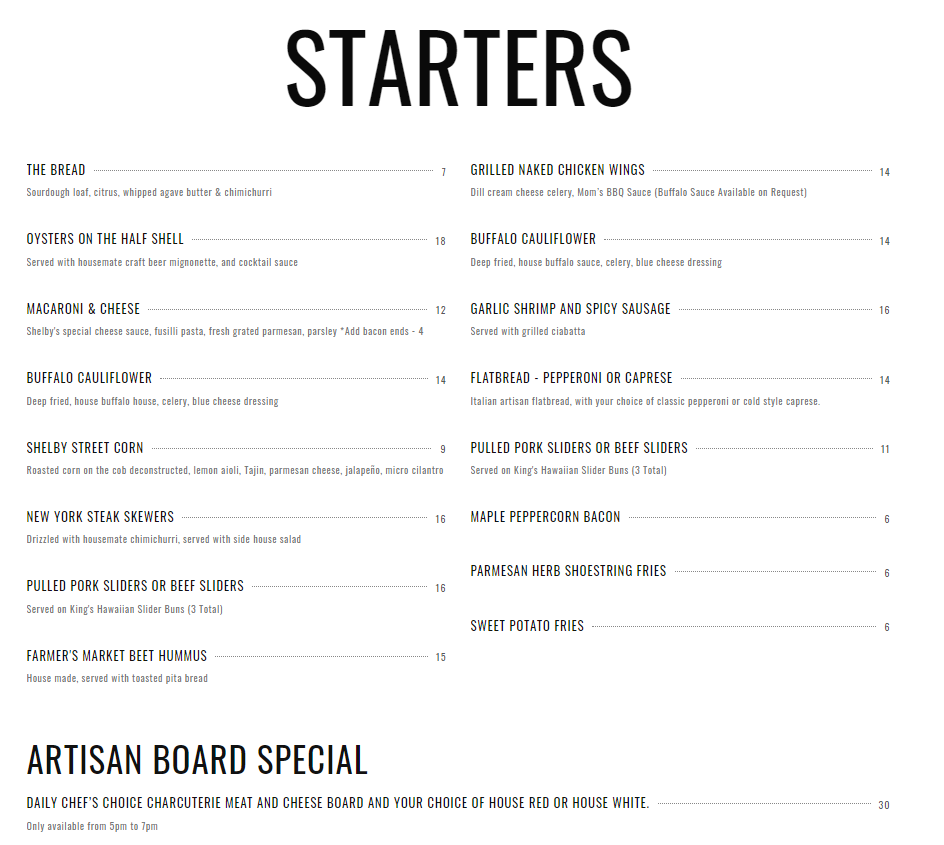 STARTERS
THE BREAD 7
Sourdough loaf, citrus, whipped agave butter & chimichurri
OYSTERS ON THE HALF SHELL 18
Served with housemate craft beer mignonette, and cocktail sauce
MACARONI & CHEESE 12
Shelby's special cheese sauce, fusilli pasta, fresh grated parmesan, parsley *Add bacon ends - 4
BUFFALO CAULIFLOWER 14
Deep fried, house buffalo house, celery, blue cheese dressing
SHELBY STREET CORN 9
Roasted corn on the cob deconstructed, lemon aioli, Tajin, parmesan cheese, jalapeño, micro cilantro
NEW YORK STEAK SKEWERS 16
Drizzled with housemate chimichurri, served with side house salad
PULLED PORK SLIDERS OR BEEF SLIDERS 16
Served on King's Hawaiian Slider Buns (3 Total)
FARMER'S MARKET BEET HUMMUS 15
House made, served with toasted pita bread
GRILLED NAKED CHICKEN WINGS 14
Dill cream cheese celery, Mom's BBQ Sauce (Buffalo Sauce Available on Request)
BUFFALO CAULIFLOWER 14
Deep fried, house buffalo sauce, celery, blue cheese dressing
GARLIC SHRIMP AND SPICY SAUSAGE 16
Served with grilled ciabatta
FLATBREAD - PEPPERONI OR CAPRESE 14
Italian artisan flatbread, with your choice of classic pepperoni or cold style caprese.
PULLED PORK SLIDERS OR BEEF SLIDERS 11
Served on King's Hawaiian Slider Buns (3 Total)
MAPLE PEPPERCORN BACON 6
PARMESAN HERB SHOESTRING FRIES 6
SWEET POTATO FRIES 6
ARTISAN BOARD SPECIAL
DAILY CHEF'S CHOICE CHARCUTERIE MEAT AND CHEESE BOARD AND YOUR CHOICE OF HOUSE RED OR HOUSE WHITE. 30
Only available from 5pm to 7pm